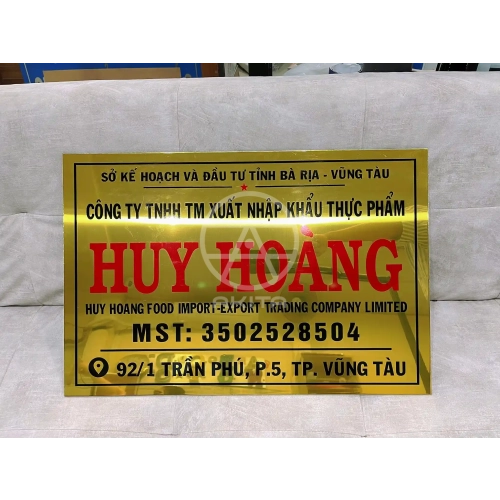 SỞ KẾ HOẠCH VÀ ĐẦU TƯ TỈNH BÀ RỊA - VŨNG TÀU
CÔNG TY TNHH TM XUẤT NHẬP KHẨU THỰC PHẨM
HUY HOÀNG
AKITA
HUY HOANG FOOD IMPORT-EXPORT TRADING COMPANY LIMITED
MST: 3502528504
92/1 TRẦN PHÚ, P.5, TP. VŨNG TÀU